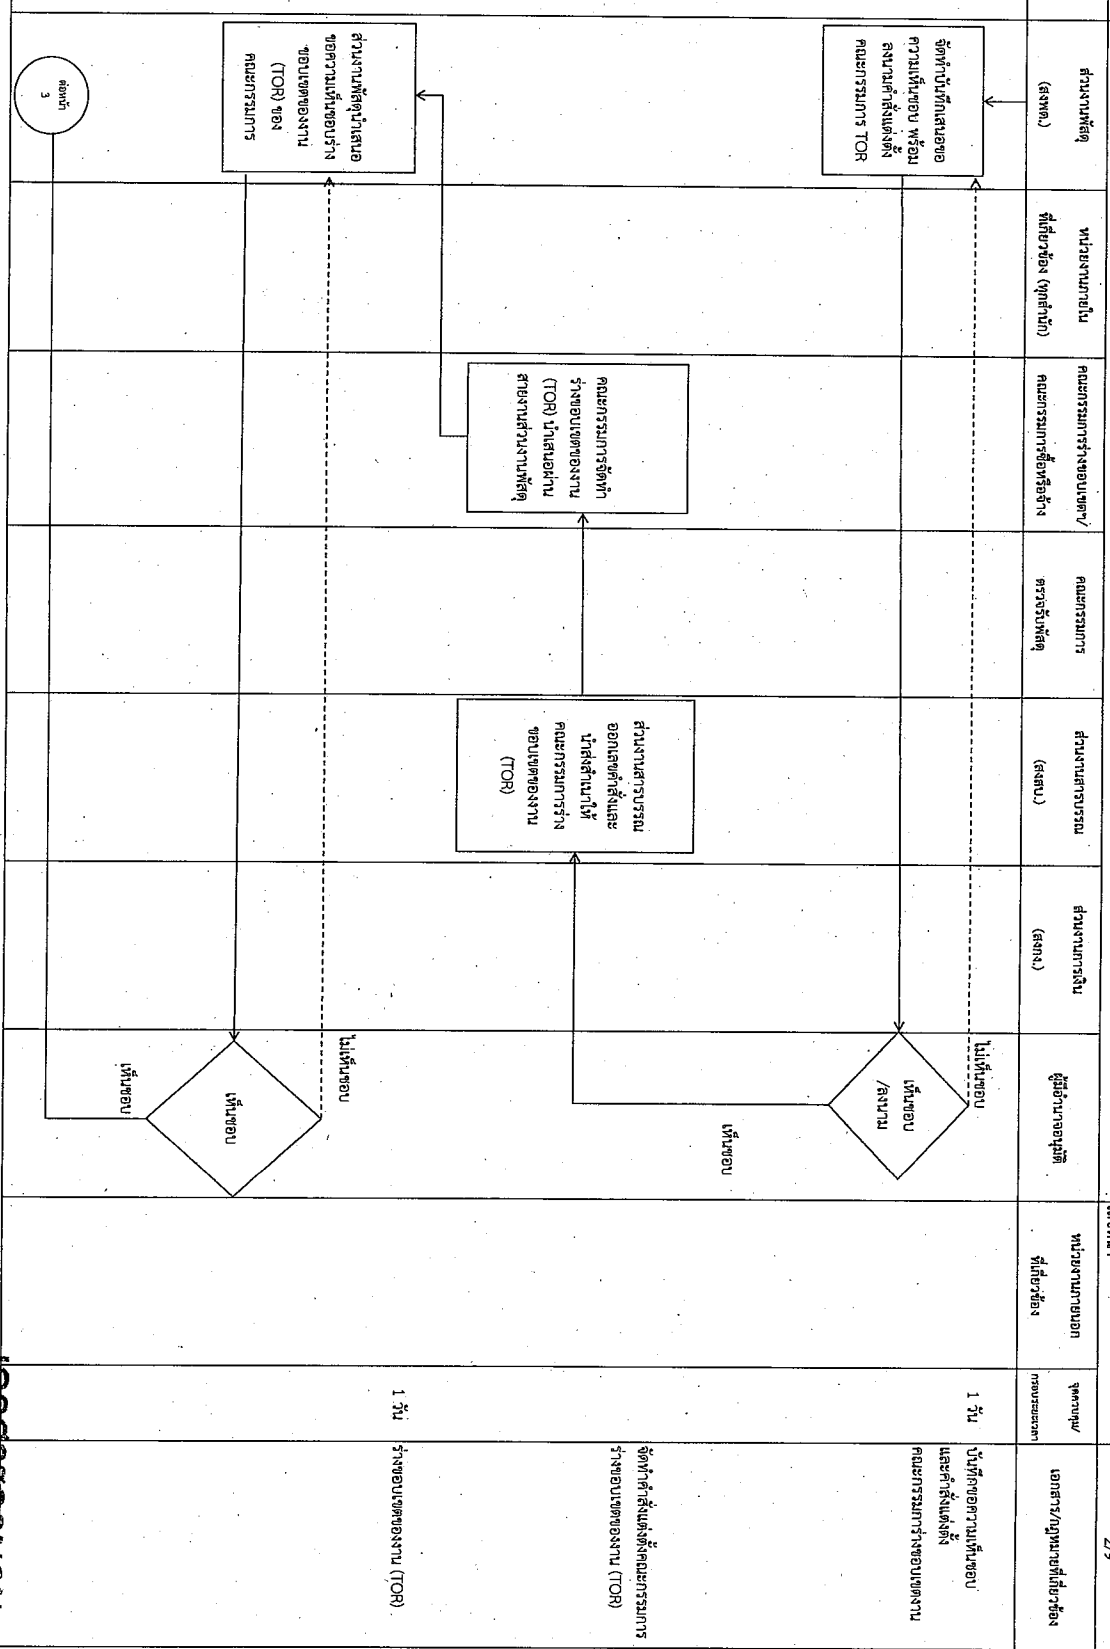 2/9
ส่วนงานพัสดุ
(สงพต.)
หน่วยงานภายใน
ที่เกี่ยวข้อง (ทุกสำนัก)
คณะกรรมการร่างขอบเขตฯ/
คณะกรรมการซื้อหรือจ้าง
คณะกรรมการ
ตรวจรับพัสดุ
ส่วนงานสารบรรณ
(สงสบ.)
ส่วนงานการเงิน
(สงกง.)
ผู้มีอำนาจอนุมัติ
หน่วยงานภายนอก
ที่เกี่ยวข้อง
จุดควบคุม/
กรอบระยะเวลา
เอกสาร/กฎหมายที่เกี่ยวข้อง
จัดทำบันทึกเสนอขอ
ความเห็นชอบ พร้อม
ลงนามคำสั่งแต่งตั้ง
คณะกรรมการ TOR
ไม่เห็นชอบ
เห็นชอบ
/ลงนาม
1 วัน
บันทึกขอความเห็นชอบ
และคำสั่งแต่งตั้ง
คณะกรรมการร่างขอบเขตงาน
เห็นชอบ
คณะกรรมการจัดทำ
ร่างขอบเขตของงาน
(TOR) นำเสนอผ่าน
สายงานส่วนงานพัสดุ
ส่วนงานสารบรรณ
ออกเลขคำสั่งและ
นำส่งสำเนาให้
คณะกรรมการร่าง
ขอบเขตของงาน
(TOR)
จัดทำคำสั่งแต่งตั้งคณะกรรมการ
ร่างขอบเขตของงาน (TOR)
ส่วนงานพัสดุนำเสนอ
ขอความเห็นชอบร่าง
ขอบเขตของงาน
(TOR) ของ
คณะกรรมการ
ไม่เห็นชอบ
เห็นชอบ
1 วัน
ร่างขอบเขตของงาน (TOR)
เห็นชอบ
ต่อหน้า
3